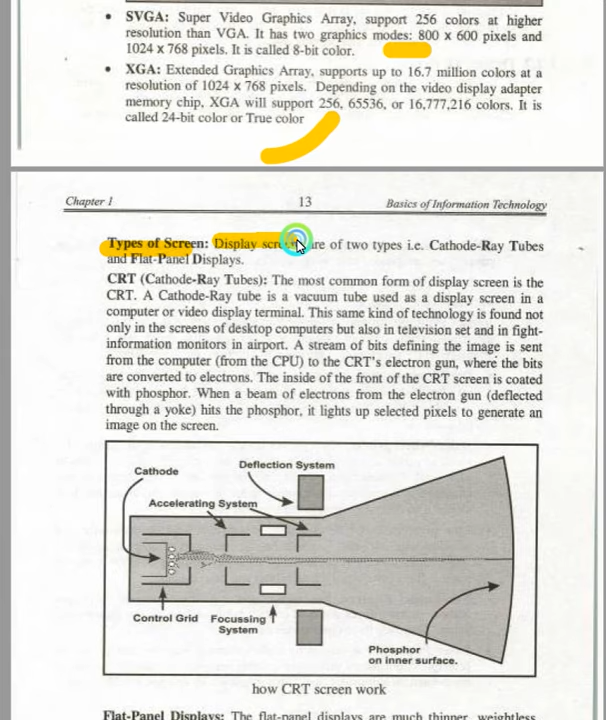 • SVGA: Super Video Graphics Array, support 256 colors at higher
resolution than VGA. It has two graphics modes: 800 x 600 pixels and
1024 x 768 pixels. It is called 8-bit color.
• XGA: Extended Graphics Array, supports up to 16.7 million colors at a
resolution of 1024 x 768 pixels. Depending on the video display adapter
memory chip, XGA will support 256, 65536, or 16,777,216 colors. It is
called 24-bit color or True color
Chapter 1 13 Basics of Information Technology
Types of Screen: Display screens are of two types i.e. Cathode-Ray Tubes
and Flat-Panel Displays.
CRT (Cathode-Ray Tubes): The most common form of display screen is the
CRT. A Cathode-Ray tube is a vacuum tube used as a display screen in a
computer or video display terminal. This same kind of technology is found not
only in the screens of desktop computers but also in television set and in fight-
information monitors in airport. A stream of bits defining the image is sent
from the computer (from the CPU) to the CRT's electron gun, where the bits
are converted to electrons. The inside of the front of the CRT screen is coated
with phosphor. When a beam of electrons from the electron gun (deflected
through a yoke) hits the phosphor, it lights up selected pixels to generate an
image on the screen.
Deflection System
Cathode
Accelerating System
Control Grid
Focussing
System
Phosphor
on inner surface.
how CRT screen work
Flat-Panel Displays: The flat-panel displays are much thinner, weightless